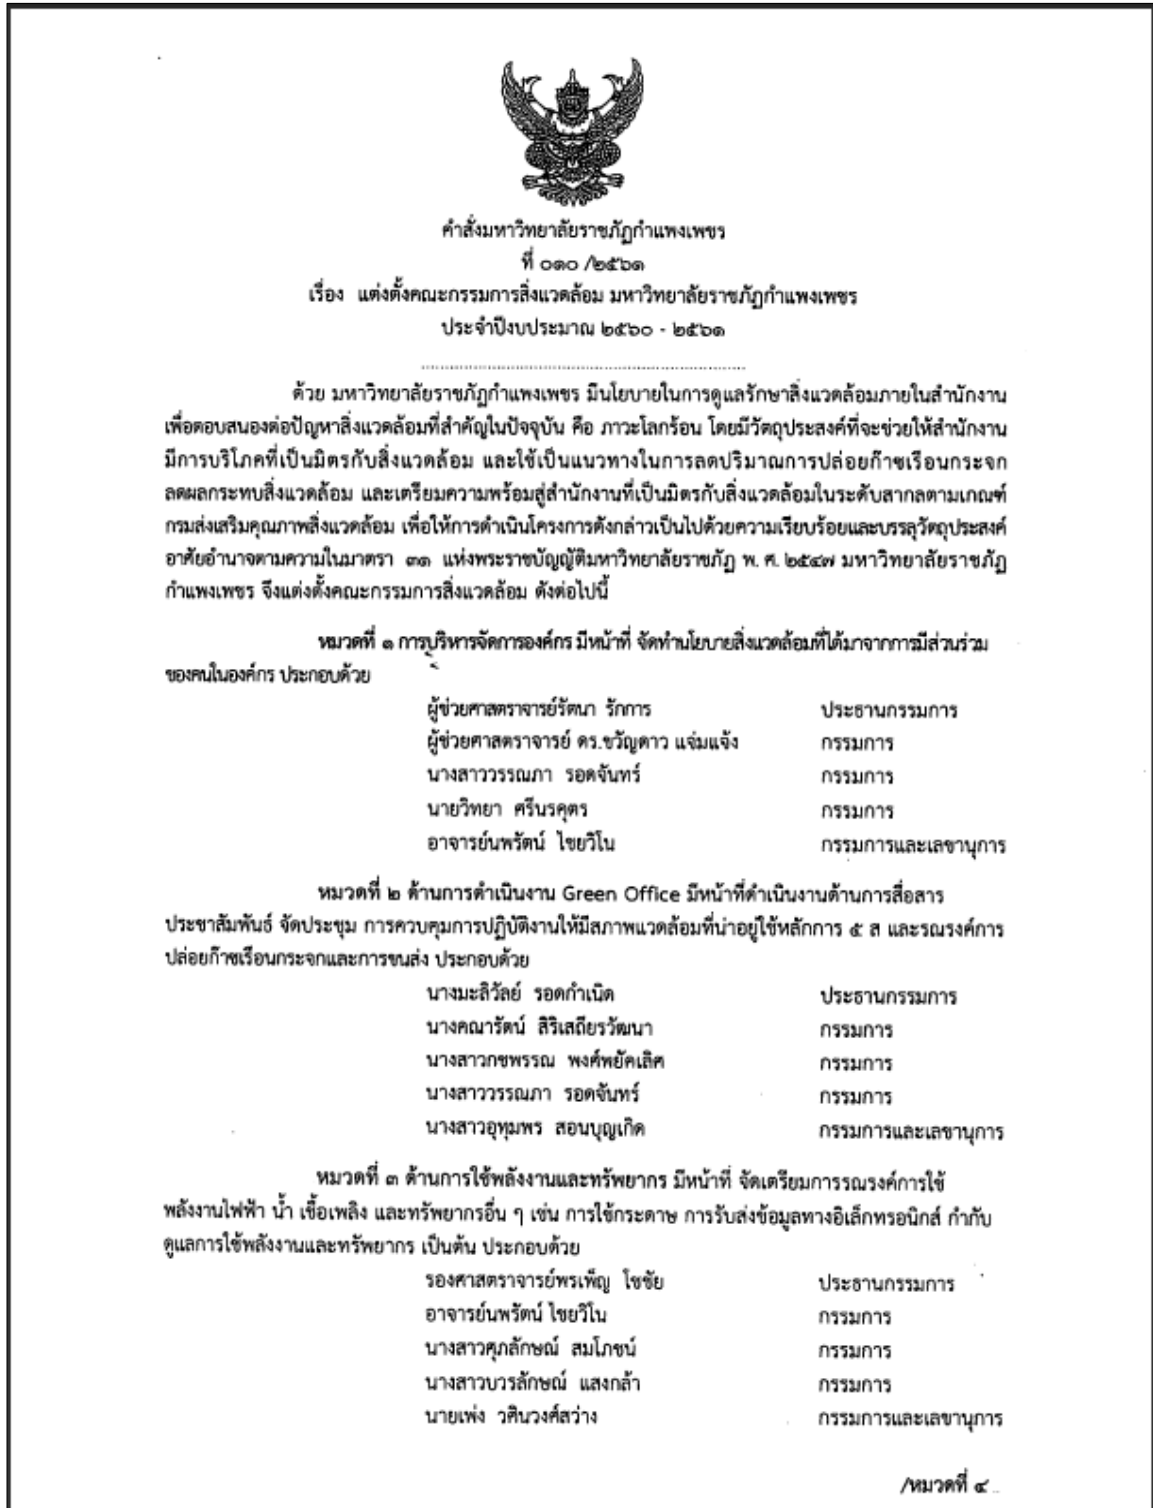 คำสั่งมหาวิทยาลัยราชภัฏกำแพงเพชร
ที่ ๐๑๐ /๒๕๖๑
เรื่อง แต่งตั้งคณะกรรมการสิ่งแวดล้อม มหาวิทยาลัยราชภัฏกำแพงเพชร
ประจำปีงบประมาณ ๒๕๖๐ - ๒๕๖๑
ด้วย มหาวิทยาลัยราชภัฏกำแพงเพชร มีนโยบายในการดูแลรักษาสิ่งแวดล้อมภายในสำนักงาน
เพื่อตอบสนองต่อปัญหาสิ่งแวดล้อมที่สำคัญในปัจจุบัน คือ ภาวะโลกร้อน โดยมีวัตถุประสงค์ที่จะช่วยให้สำนักงาน
มีการบริโภคที่เป็นมิตรกับสิ่งแวดล้อม และใช้เป็นแนวทางในการลดปริมาณการปล่อยก๊าซเรือนกระจก
ลดผลกระทบสิ่งแวดล้อม และเตรียมความพร้อมสู่สำนักงานที่เป็นมิตรกับสิ่งแวดล้อมในระดับสากลตามเกณฑ์
กรมส่งเสริมคุณภาพสิ่งแวดล้อม เพื่อให้การดำเนินโครงการดังกล่าวเป็นไปด้วยความเรียบร้อยและบรรลุวัตถุประสงค์
อาศัยอำนาจตามความในมาตรา ๓๑ แห่งพระราชบัญญัติมหาวิทยาลัยราชภัฏ พ. ศ. ๒๕๔๗ มหาวิทยาลัยราชภัฏ
กำแพงเพชร จึงแต่งตั้งคณะกรรมการสิ่งแวดล้อม ดังต่อไปนี้
หมวดที่ ๑ การบริหารจัดการองค์กร มีหน้าที่ จัดทำนโยบายสิ่งแวดล้อมที่ได้มาจากการมีส่วนร่วม
ของคนในองค์กร ประกอบด้วย
ผู้ช่วยศาสตราจารย์รัตนา รักการ ประธานกรรมการ
ผู้ช่วยศาสตราจารย์ ดร.ขวัญดาว แจ่มแจ้ง กรรมการ
นางสาววรรณภา รอดจันทร์ กรรมการ
นายวิทยา ศรีนรคุตร กรรมการ
อาจารย์นพรัตน์ ไชยวิโน กรรมการและเลขานุการ
หมวดที่ ๒ ด้านการดำเนินงาน Green Office มีหน้าที่ดำเนินงานด้านการสื่อสาร
ประชาสัมพันธ์ จัดประชุม การควบคุมการปฏิบัติงานให้มีสภาพแวดล้อมที่น่าอยู่ใช้หลักการ ๕ ส และรณรงค์การ
ปล่อยก๊าซเรือนกระจกและการขนส่ง ประกอบด้วย
นางมะลิวัลย์ รอดกำเนิด ประธานกรรมการ
นางคณารัตน์ สิริเสถียรวัฒนา กรรมการ
นางสาวกชพรรณ พงศ์พยัคเลิศ กรรมการ
นางสาววรรณภา รอดจันทร์ กรรมการ
นางสาวอุทุมพร สอนบุญเกิด กรรมการและเลขานุการ
หมวดที่ ๓ ด้านการใช้พลังงานและทรัพยากร มีหน้าที่ จัดเตรียมการรณรงค์การใช้
พลังงานไฟฟ้า น้ำ เชื้อเพลิง และทรัพยากรอื่น ๆ เช่น การใช้กระดาษ การรับส่งข้อมูลทางอิเล็กทรอนิกส์ กำกับ
ดูแลการใช้พลังงานและทรัพยากร เป็นต้น ประกอบด้วย
รองศาสตราจารย์พรเพ็ญ โชชัย ประธานกรรมการ
อาจารย์นพรัตน์ ไชยวิโน กรรมการ
นางสาวศุภลักษณ์ สมโภชน์ กรรมการ
นางสาวบวรลักษณ์ แสงกล้า กรรมการ
นายเพ่ง วศินวงศ์สว่าง กรรมการและเลขานุการ
/หมวดที่ ๔ ..